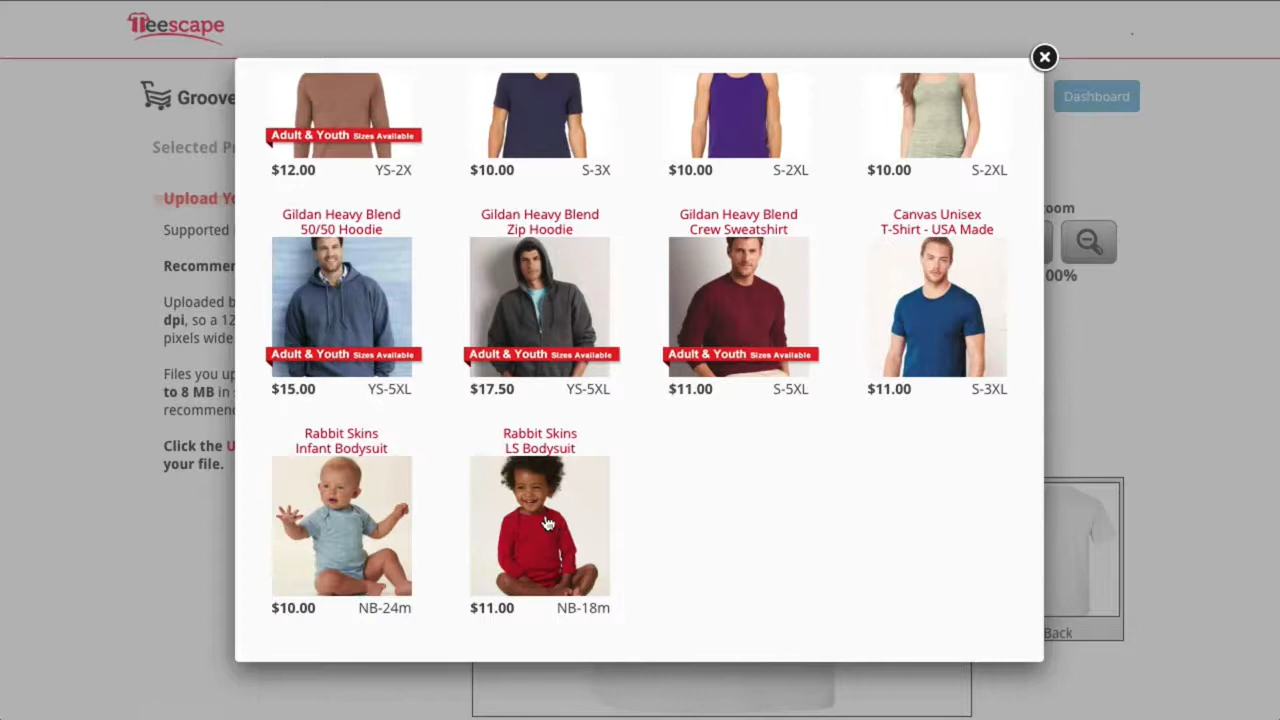 Teescape
Groove
Dashboard
Selected P
Upload Yo
Supported
Recommen
Uploaded b
dpi, so a 12
pixels wide
Files you up
to 8 MB in
recommend
Click the U
your file.
Adult & Youth Sizes Available
$12.00 YS-2X
$10.00 S-3X
$10.00 S-2XL
$10.00 S-2XL
Gildan Heavy Blend
50/50 Hoodie
Adult & Youth Sizes Available
$15.00 YS-5XL
Gildan Heavy Blend
Zip Hoodie
Adult & Youth Sizes Available
$17.50 YS-5XL
Gildan Heavy Blend
Crew Sweatshirt
Adult & Youth Sizes Available
$11.00 S-5XL
Canvas Unisex
T-Shirt - USA Made
$11.00 S-3XL
Rabbit Skins
Infant Bodysuit
$10.00 NB-24m
Rabbit Skins
LS Bodysuit
$11.00 NB-18m
oom
00%
Back